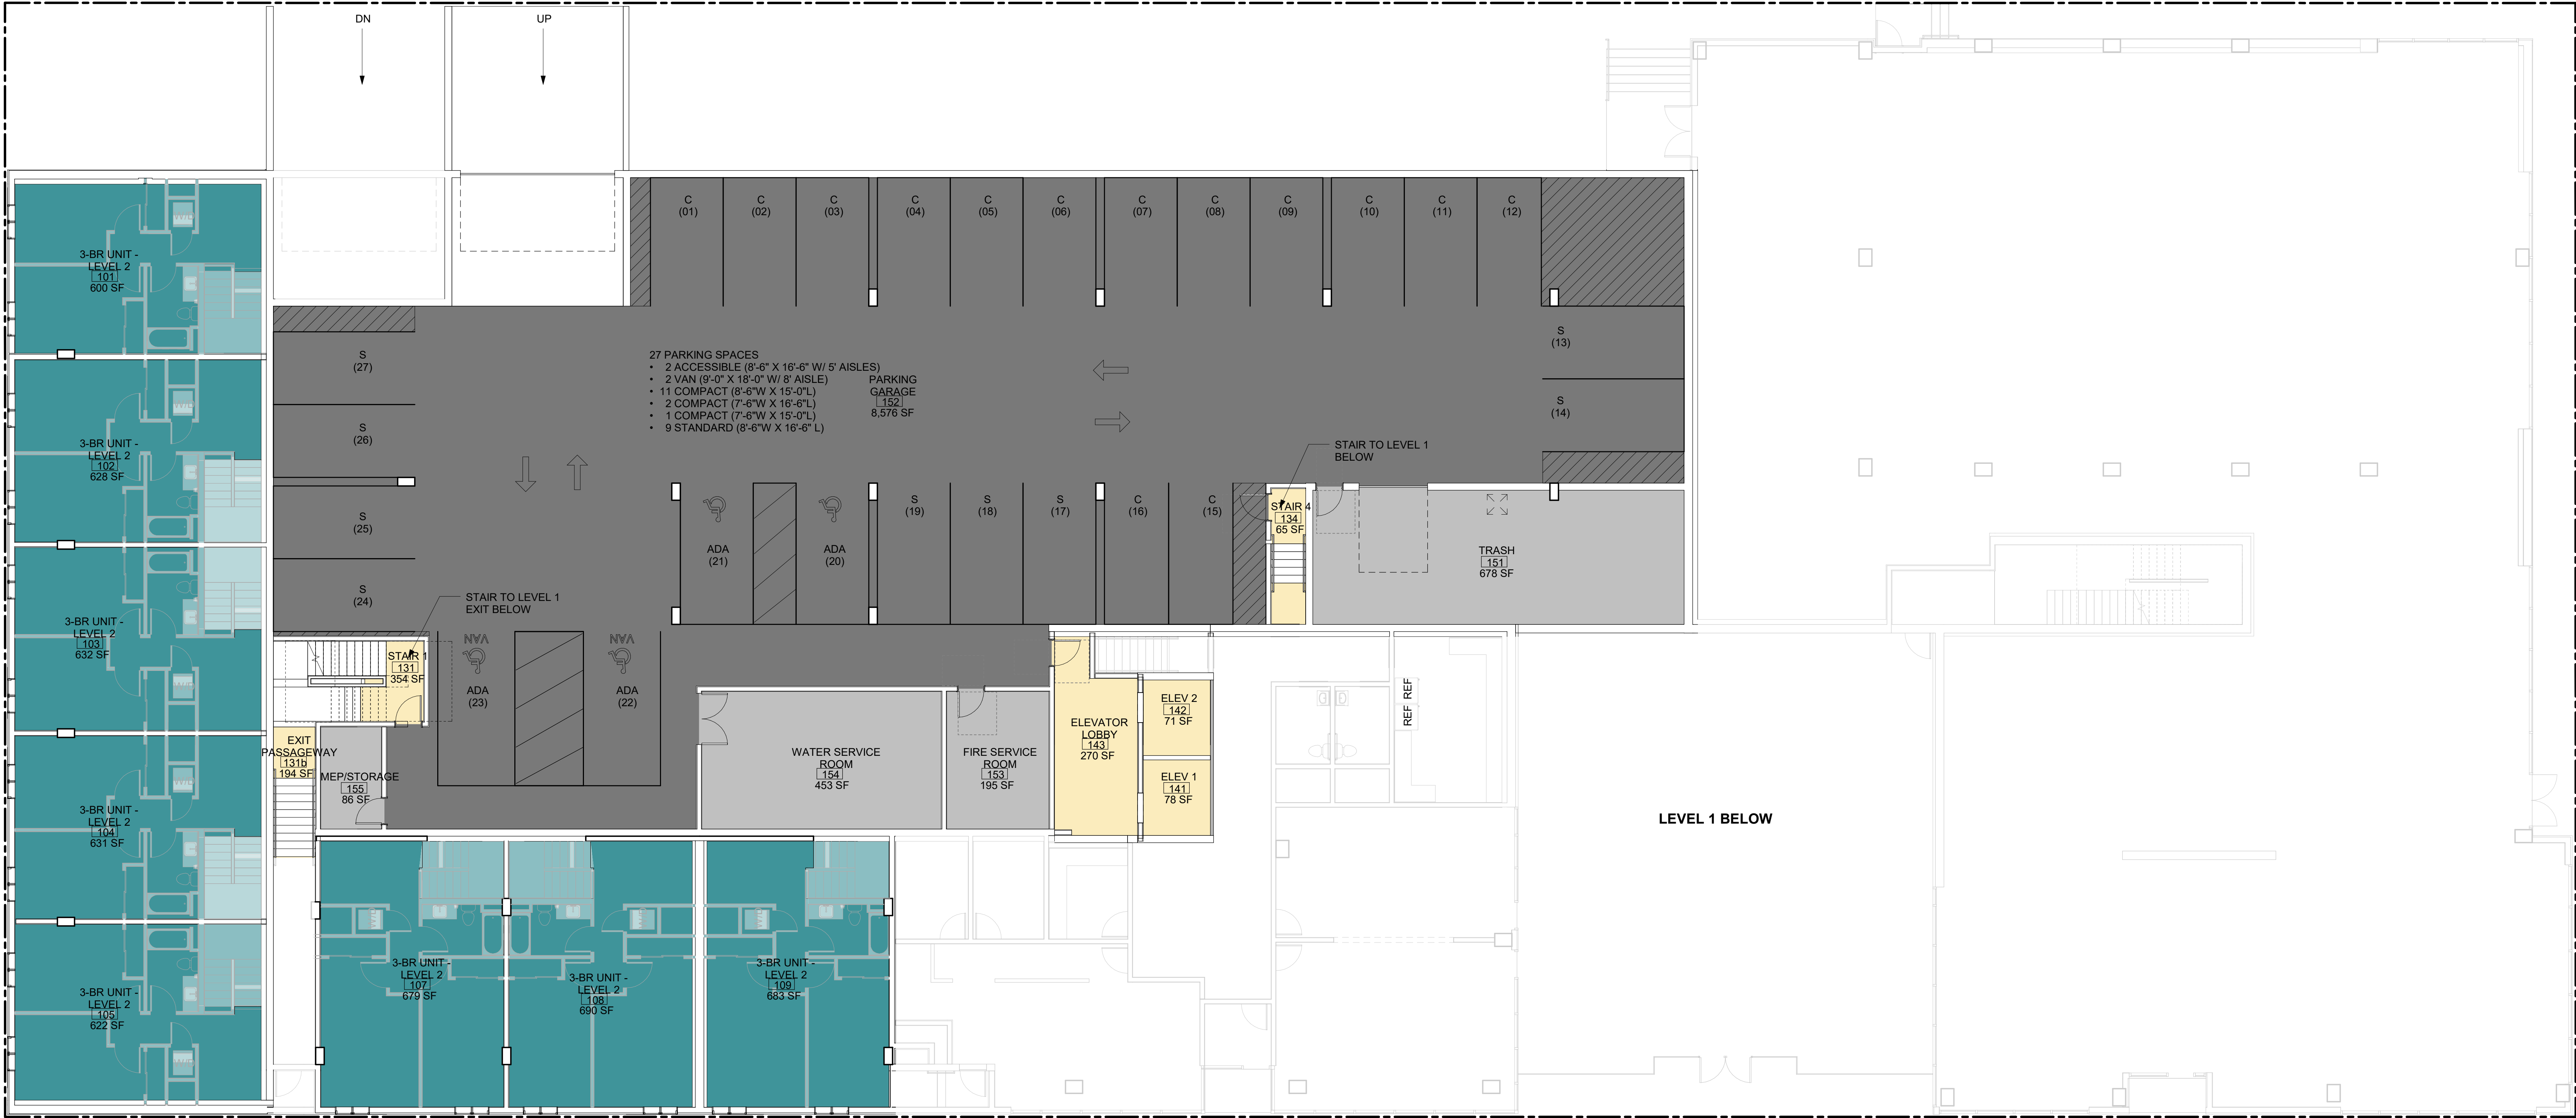 DN
UP
C
(01)
C
(02)
C
(03)
C
(04)
C
(05)
C
(06)
C
(07)
C
(08)
C
(09)
C
(10)
C
(11)
C
(12)
W/D
3-BR UNIT -
LEVEL 2
101
600 SF
S
(27)
27 PARKING SPACES
• 2 ACCESSIBLE (8'-6" X 16'-6" W/ 5' AISLES)
• 2 VAN (9'-0" X 18'-0" W/ 8' AISLE)
• 11 COMPACT (8'-6"W X 15'-0"L)
• 2 COMPACT (7'-6"W X 16'-6"L)
• 1 COMPACT (7'-6"W X 15'-0"L)
• 9 STANDARD (8'-6"W X 16'-6" L)
PARKING
GARAGE
152
8,576 SF
S
(13)
S
(14)
W/D
3-BR UNIT -
LEVEL 2
102
628 SF
S
(26)
STAIR TO LEVEL 1
BELOW
S
(25)
ADA
(21)
ADA
(20)
S
(19)
S
(18)
S
(17)
C
(16)
C
(15)
STAIR 4
134
65 SF
TRASH
151
678 SF
3-BR UNIT -
LEVEL 2
103
632 SF
W/D
S
(24)
STAIR TO LEVEL 1
EXIT BELOW
VAN
VAN
STAIR 1
131
354 SF
ADA
(23)
ADA
(22)
REF
REF
ELEV 2
142
71 SF
ELEVATOR
LOBBY
143
270 SF
ELEV 1
141
78 SF
WATER SERVICE
ROOM
154
453 SF
FIRE SERVICE
ROOM
153
195 SF
EXIT
PASSAGEWAY
131b
194 SF
MEP/STORAGE
155
86 SF
W/D
3-BR UNIT -
LEVEL 2
104
631 SF
LEVEL 1 BELOW
W/D
W/D
W/D
3-BR UNIT -
LEVEL 2
105
622 SF
W/D
3-BR UNIT -
LEVEL 2
107
679 SF
3-BR UNIT -
LEVEL 2
108
690 SF
3-BR UNIT -
LEVEL 2
109
683 SF